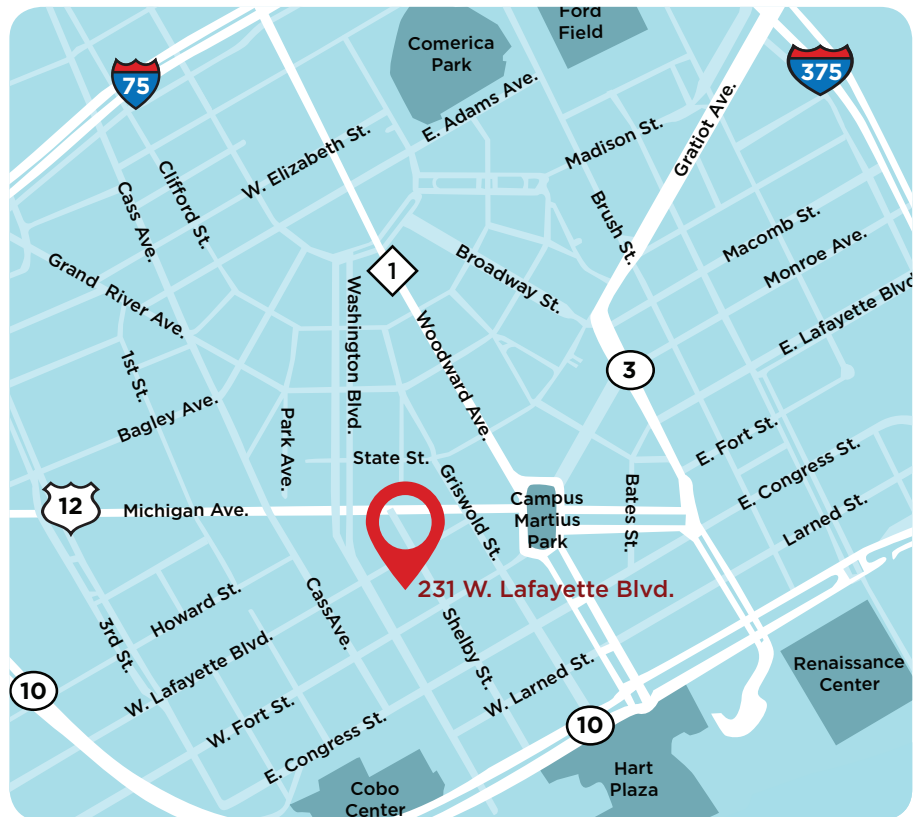 Ford
Field
Comerica
Park
75
375
E. Adams Ave.
Gratiot Ave.
Madison St.
W. Elizabeth St.
Clifford St.
Cass Ave.
Brush St.
Macomb St.
Monroe Ave.
Grand River Ave.
1
Broadway St.
Washington Blvd.
E. Lafayette Blvd
Woodward Ave.
1st St.
3
Bagley Ave.
Park Ave.
State St.
E. Fort St.
Griswold St.
E. Congress St.
12
Michigan Ave.
Campus
Martius
Park
Bates St.
Larned St.
231 W. Lafayette Blvd.
Howard St.
CassAve.
3rd St.
Shelby St.
W. Lafayette Blvd.
W. Larned St.
Renaissance
Center
10
W. Fort St.
10
E. Congress St.
Hart
Plaza
Cobo
Center